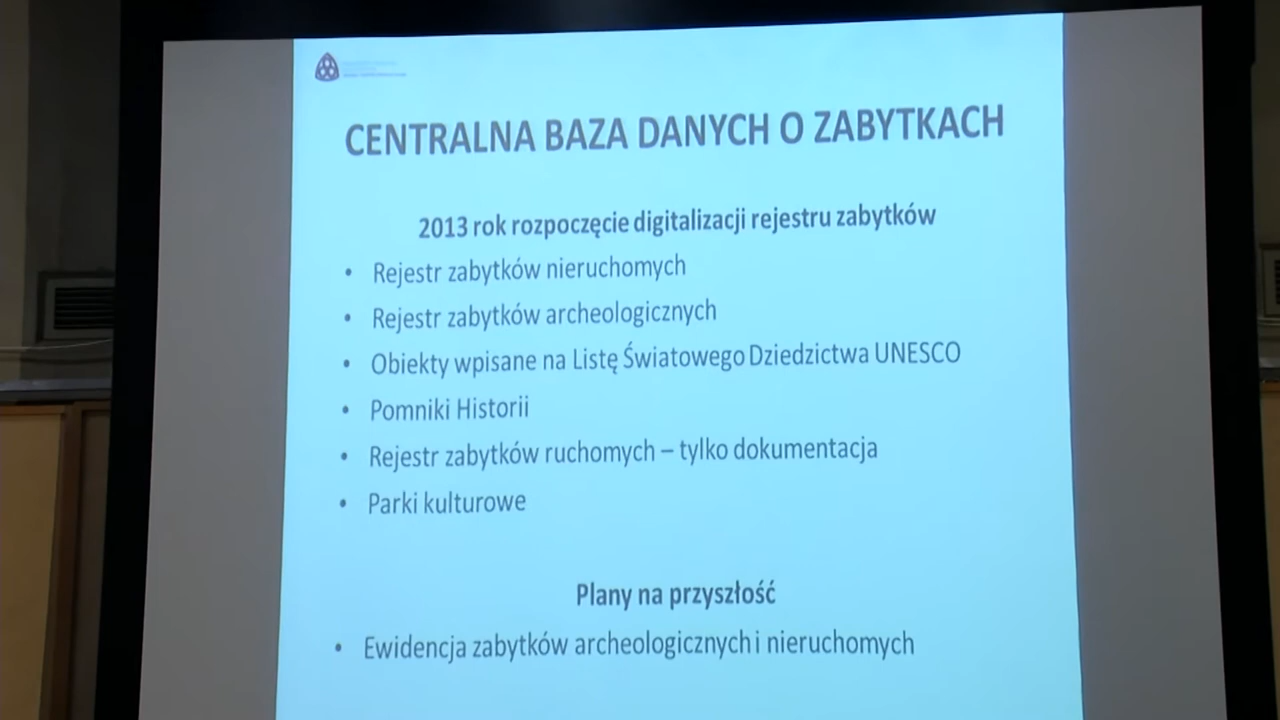 CENTRALNA BAZA DANYCH O ZABYTKACH
2013 rok rozpoczęcie digitalizacji rejestru zabytków
• Rejestr zabytków nieruchomych
• Rejestr zabytków archeologicznych
• Obiekty wpisane na Listę Światowego Dziedzictwa UNESCO
• Pomniki Historii
• Rejestr zabytków ruchomych – tylko dokumentacja
• Parki kulturowe
Plany na przyszłość
• Ewidencja zabytków archeologicznych i nieruchomych